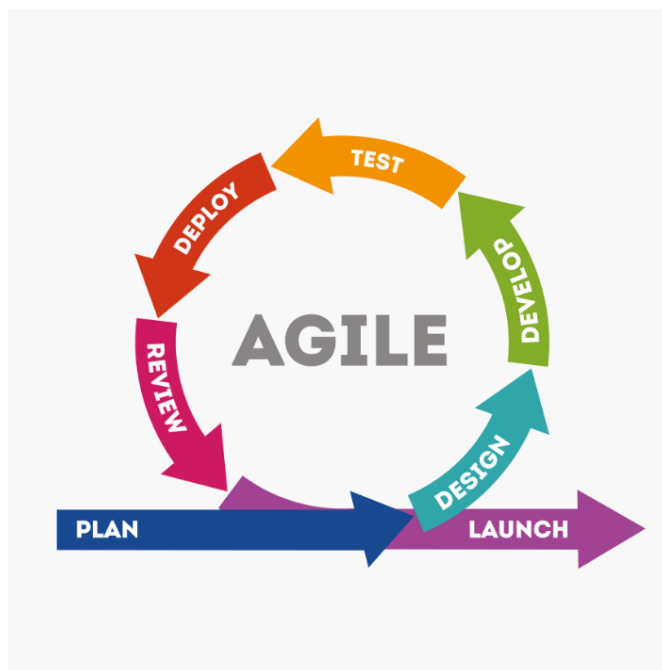 TEST
DEPLOY
DEVELOP
AGILE
REVIEW
DESIGN
PLAN
LAUNCH